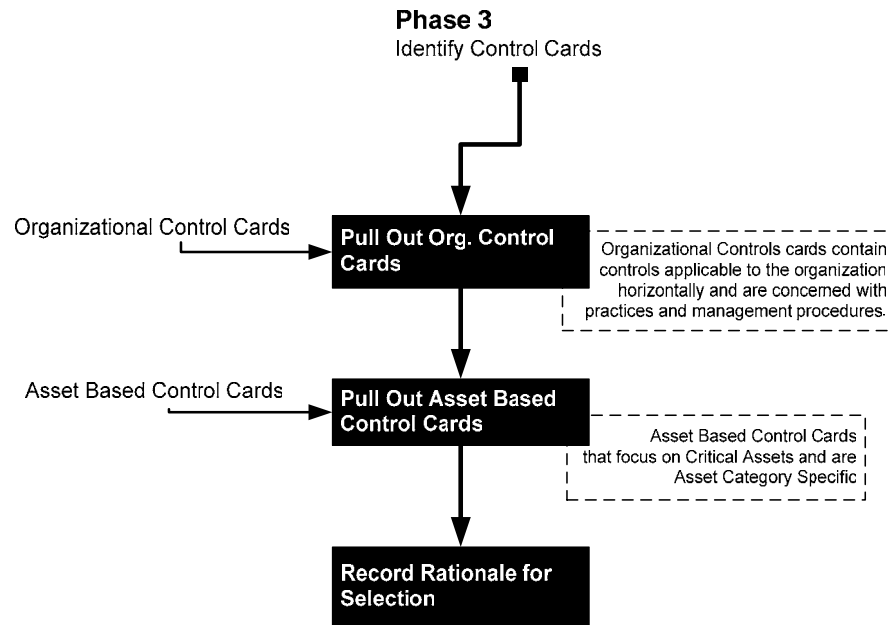 Phase 3
Identify Control Cards
Organizational Control Cards
Pull Out Org. Control
Cards
Organizational Controls cards contain
controls applicable to the organization
horizontally and are concerned with
practices and management procedures.
Asset Based Control Cards
Pull Out Asset Based
Control Cards
Asset Based Control Cards
that focus on Critical Assets and are
Asset Category Specific
Record Rationale for
Selection